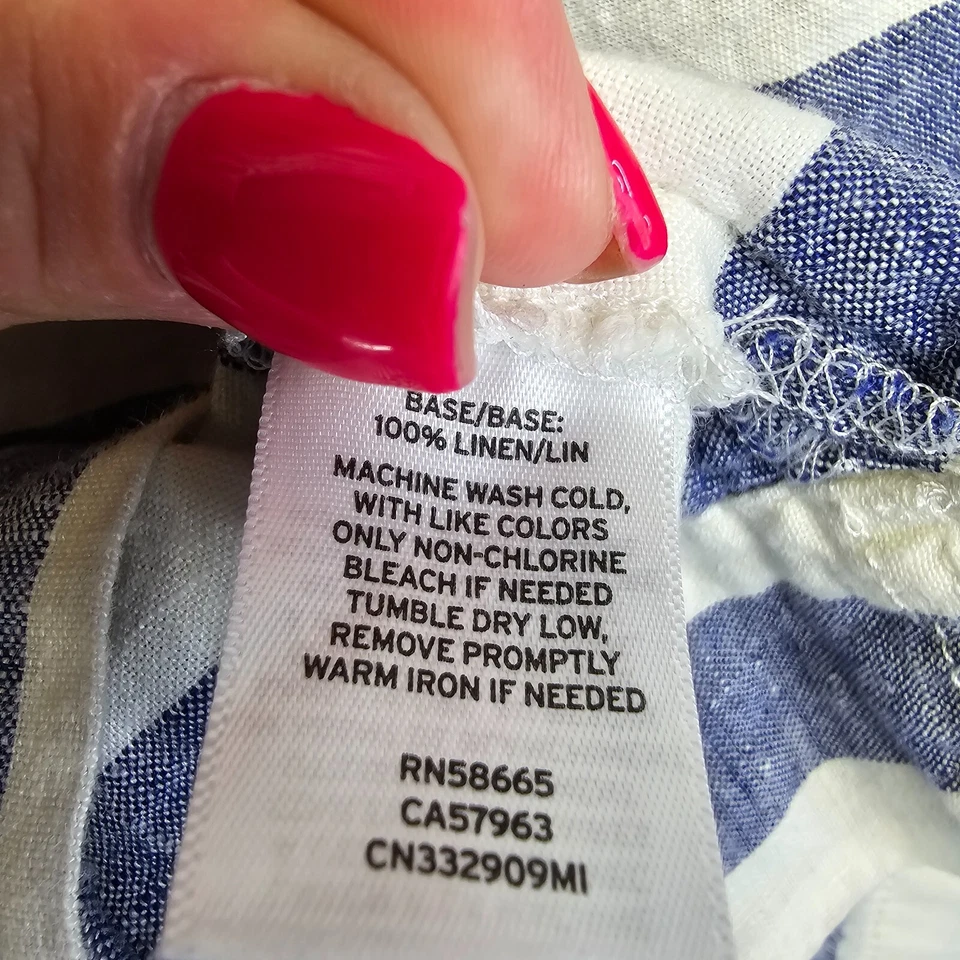 BASE/BASE:
100% LINEN/LIN
MACHINE WASH COLD,
WITH LIKE COLORS
ONLY NON-CHLORINE
BLEACH IF NEEDED
TUMBLE DRY LOW,
REMOVE PROMPTLY
WARM IRON IF NEEDED
RN58665
CA57963
CN332909MI